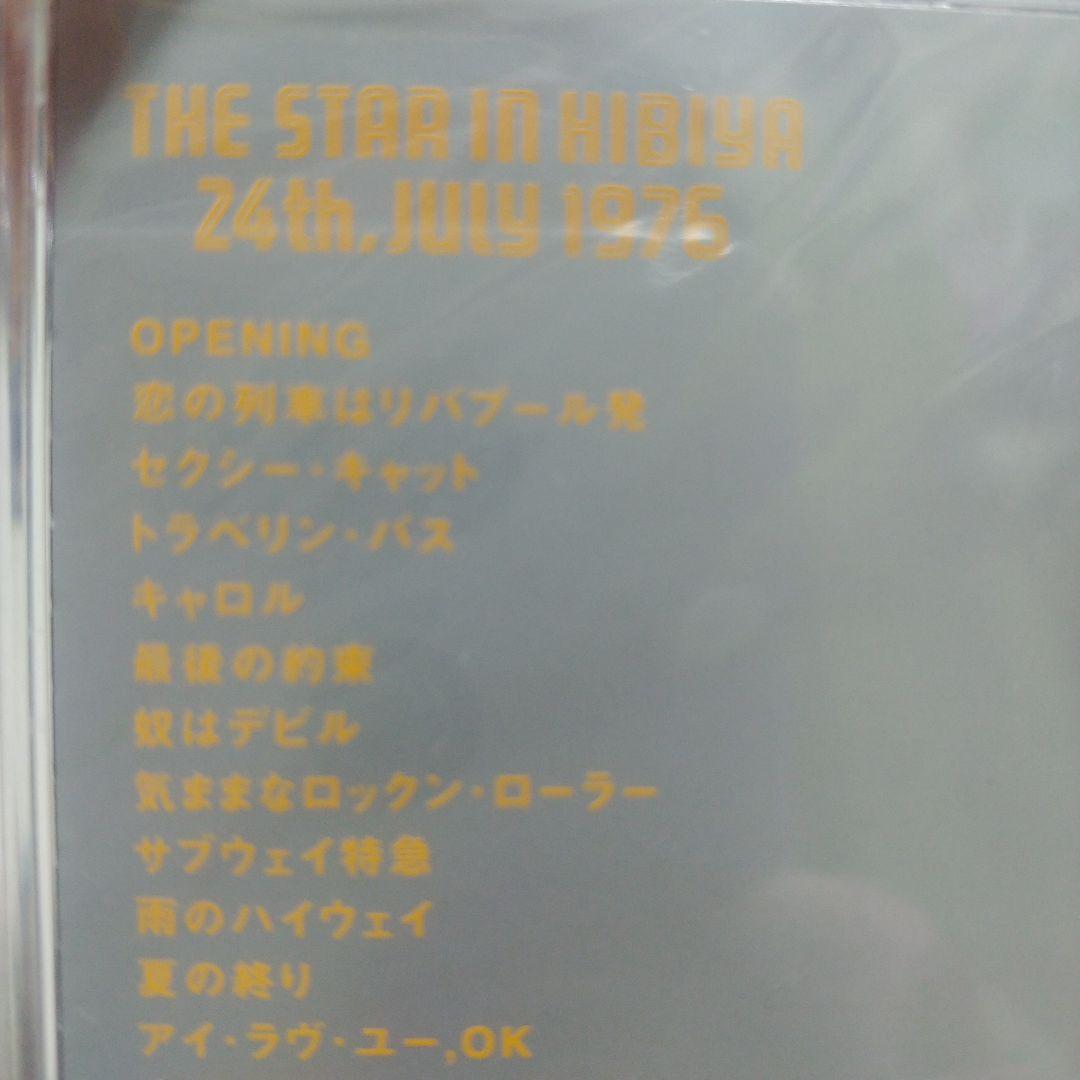 THE STAR IN HIBIYA
24th, JULY 1976
OPENING
恋の列車はリバプール発
セクシー・キャット
トラベリン・バス
キャロル
最後の約束
奴はデビル
気ままなロックン・ローラー
サブウェイ特急
雨のハイウェイ
夏の終り
アイ・ラヴ・ユー,OK